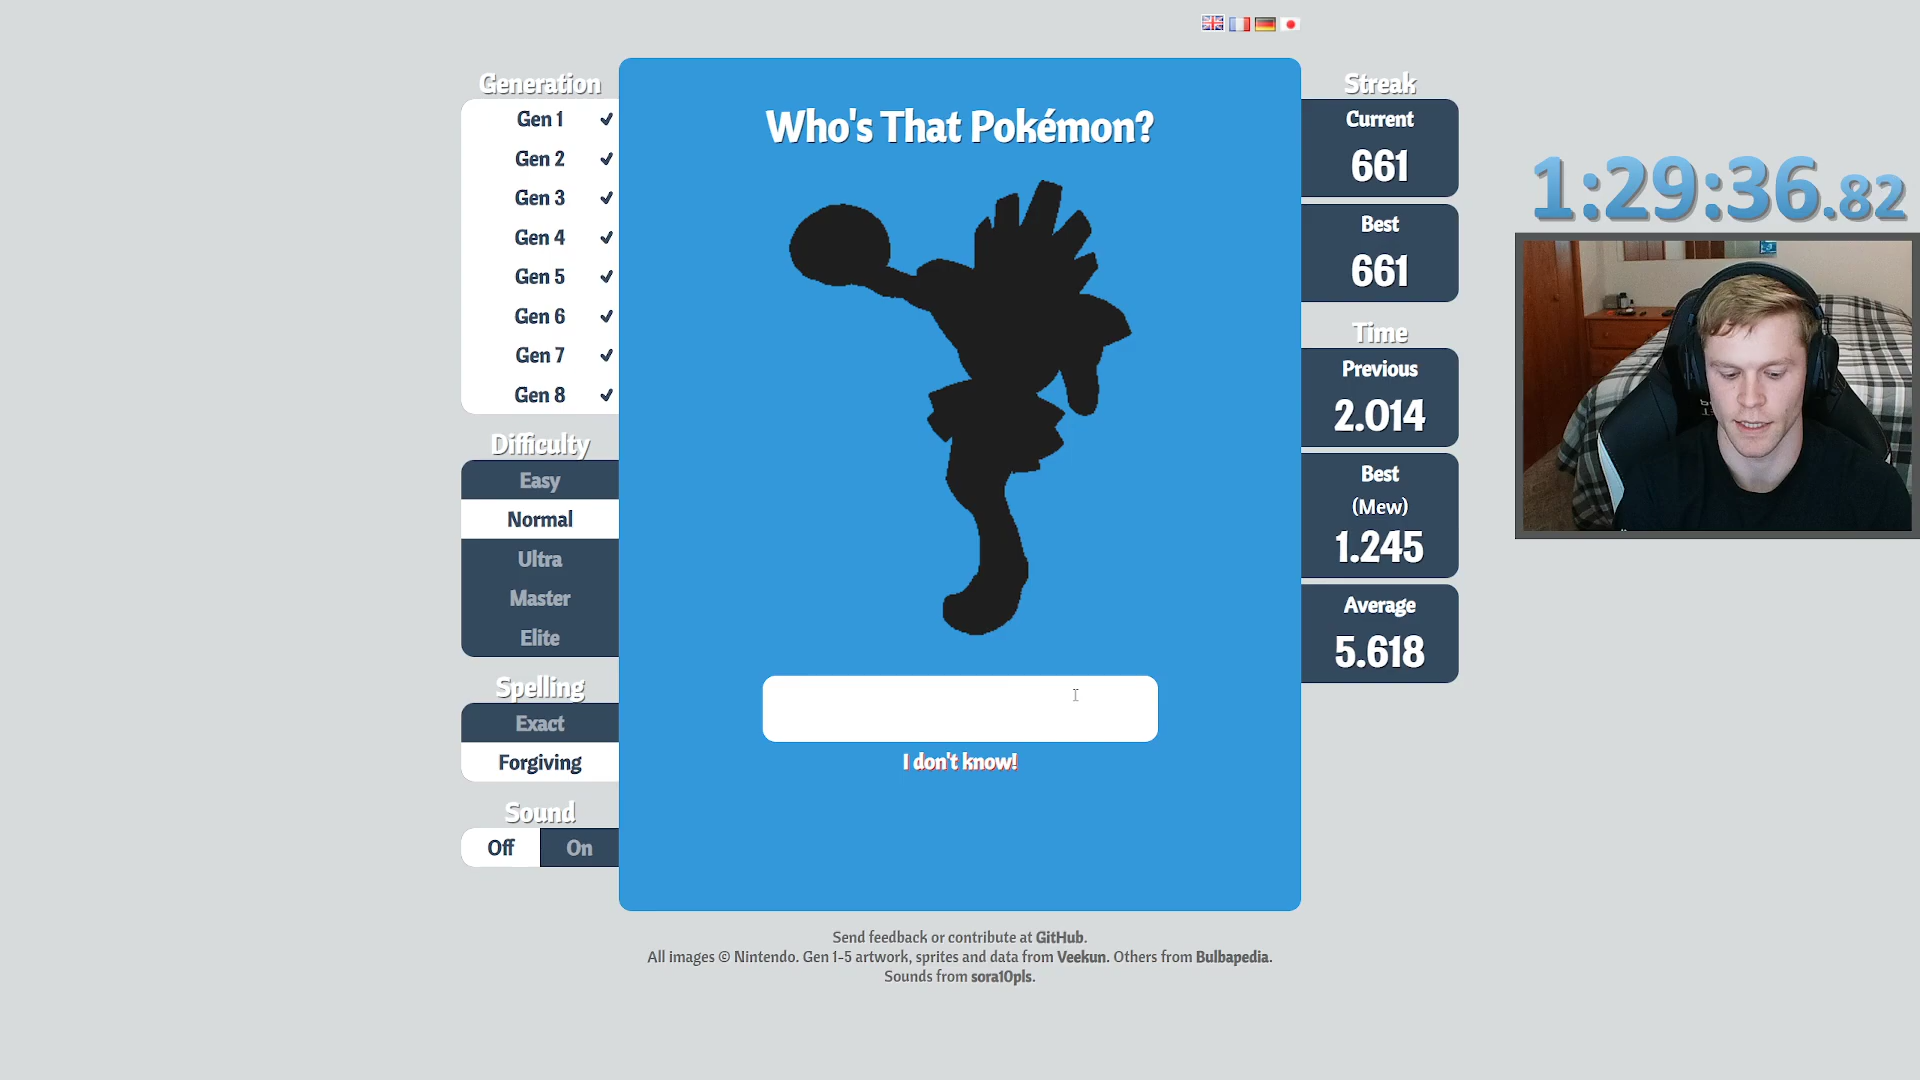 Generation
Gen 1
Gen 2
Gen 3
Gen 4
Gen 5
Gen 6
Gen 7
Gen 8
Difficulty
Easy
Normal
Ultra
Master
Elite
Spelling
Exact
Forgiving
Sound
Off On
Who's That Pokémon?
I don't know!
Streak
Current
661
Best
661
Time
Previous
2.014
Best
(Mew)
1.245
Average
5.618
1:29:36.82
Send feedback or contribute at GitHub.
All images © Nintendo. Gen 1-5 artwork, sprites and data from Veekun. Others from Bulbapedia.
Sounds from sora10pls.